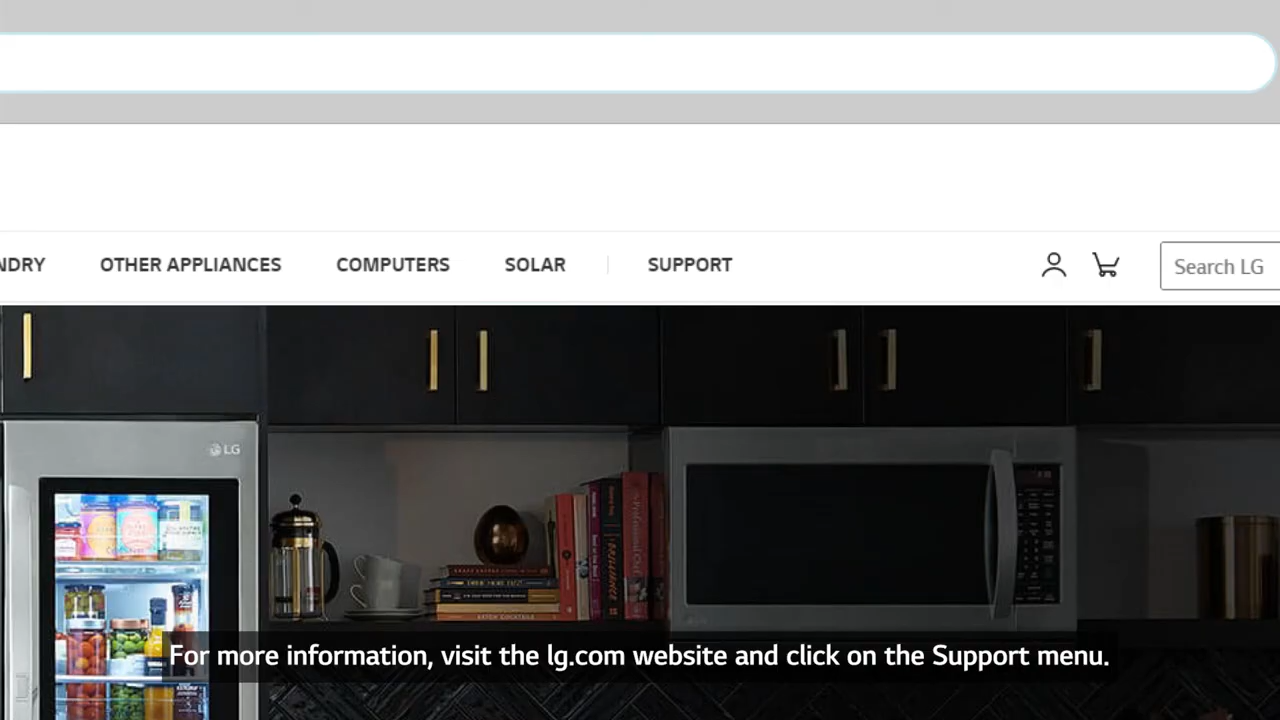 NDRY OTHER APPLIANCES COMPUTERS SOLAR SUPPORT Search LG
LG
For more information, visit the lg.com website and click on the Support menu.